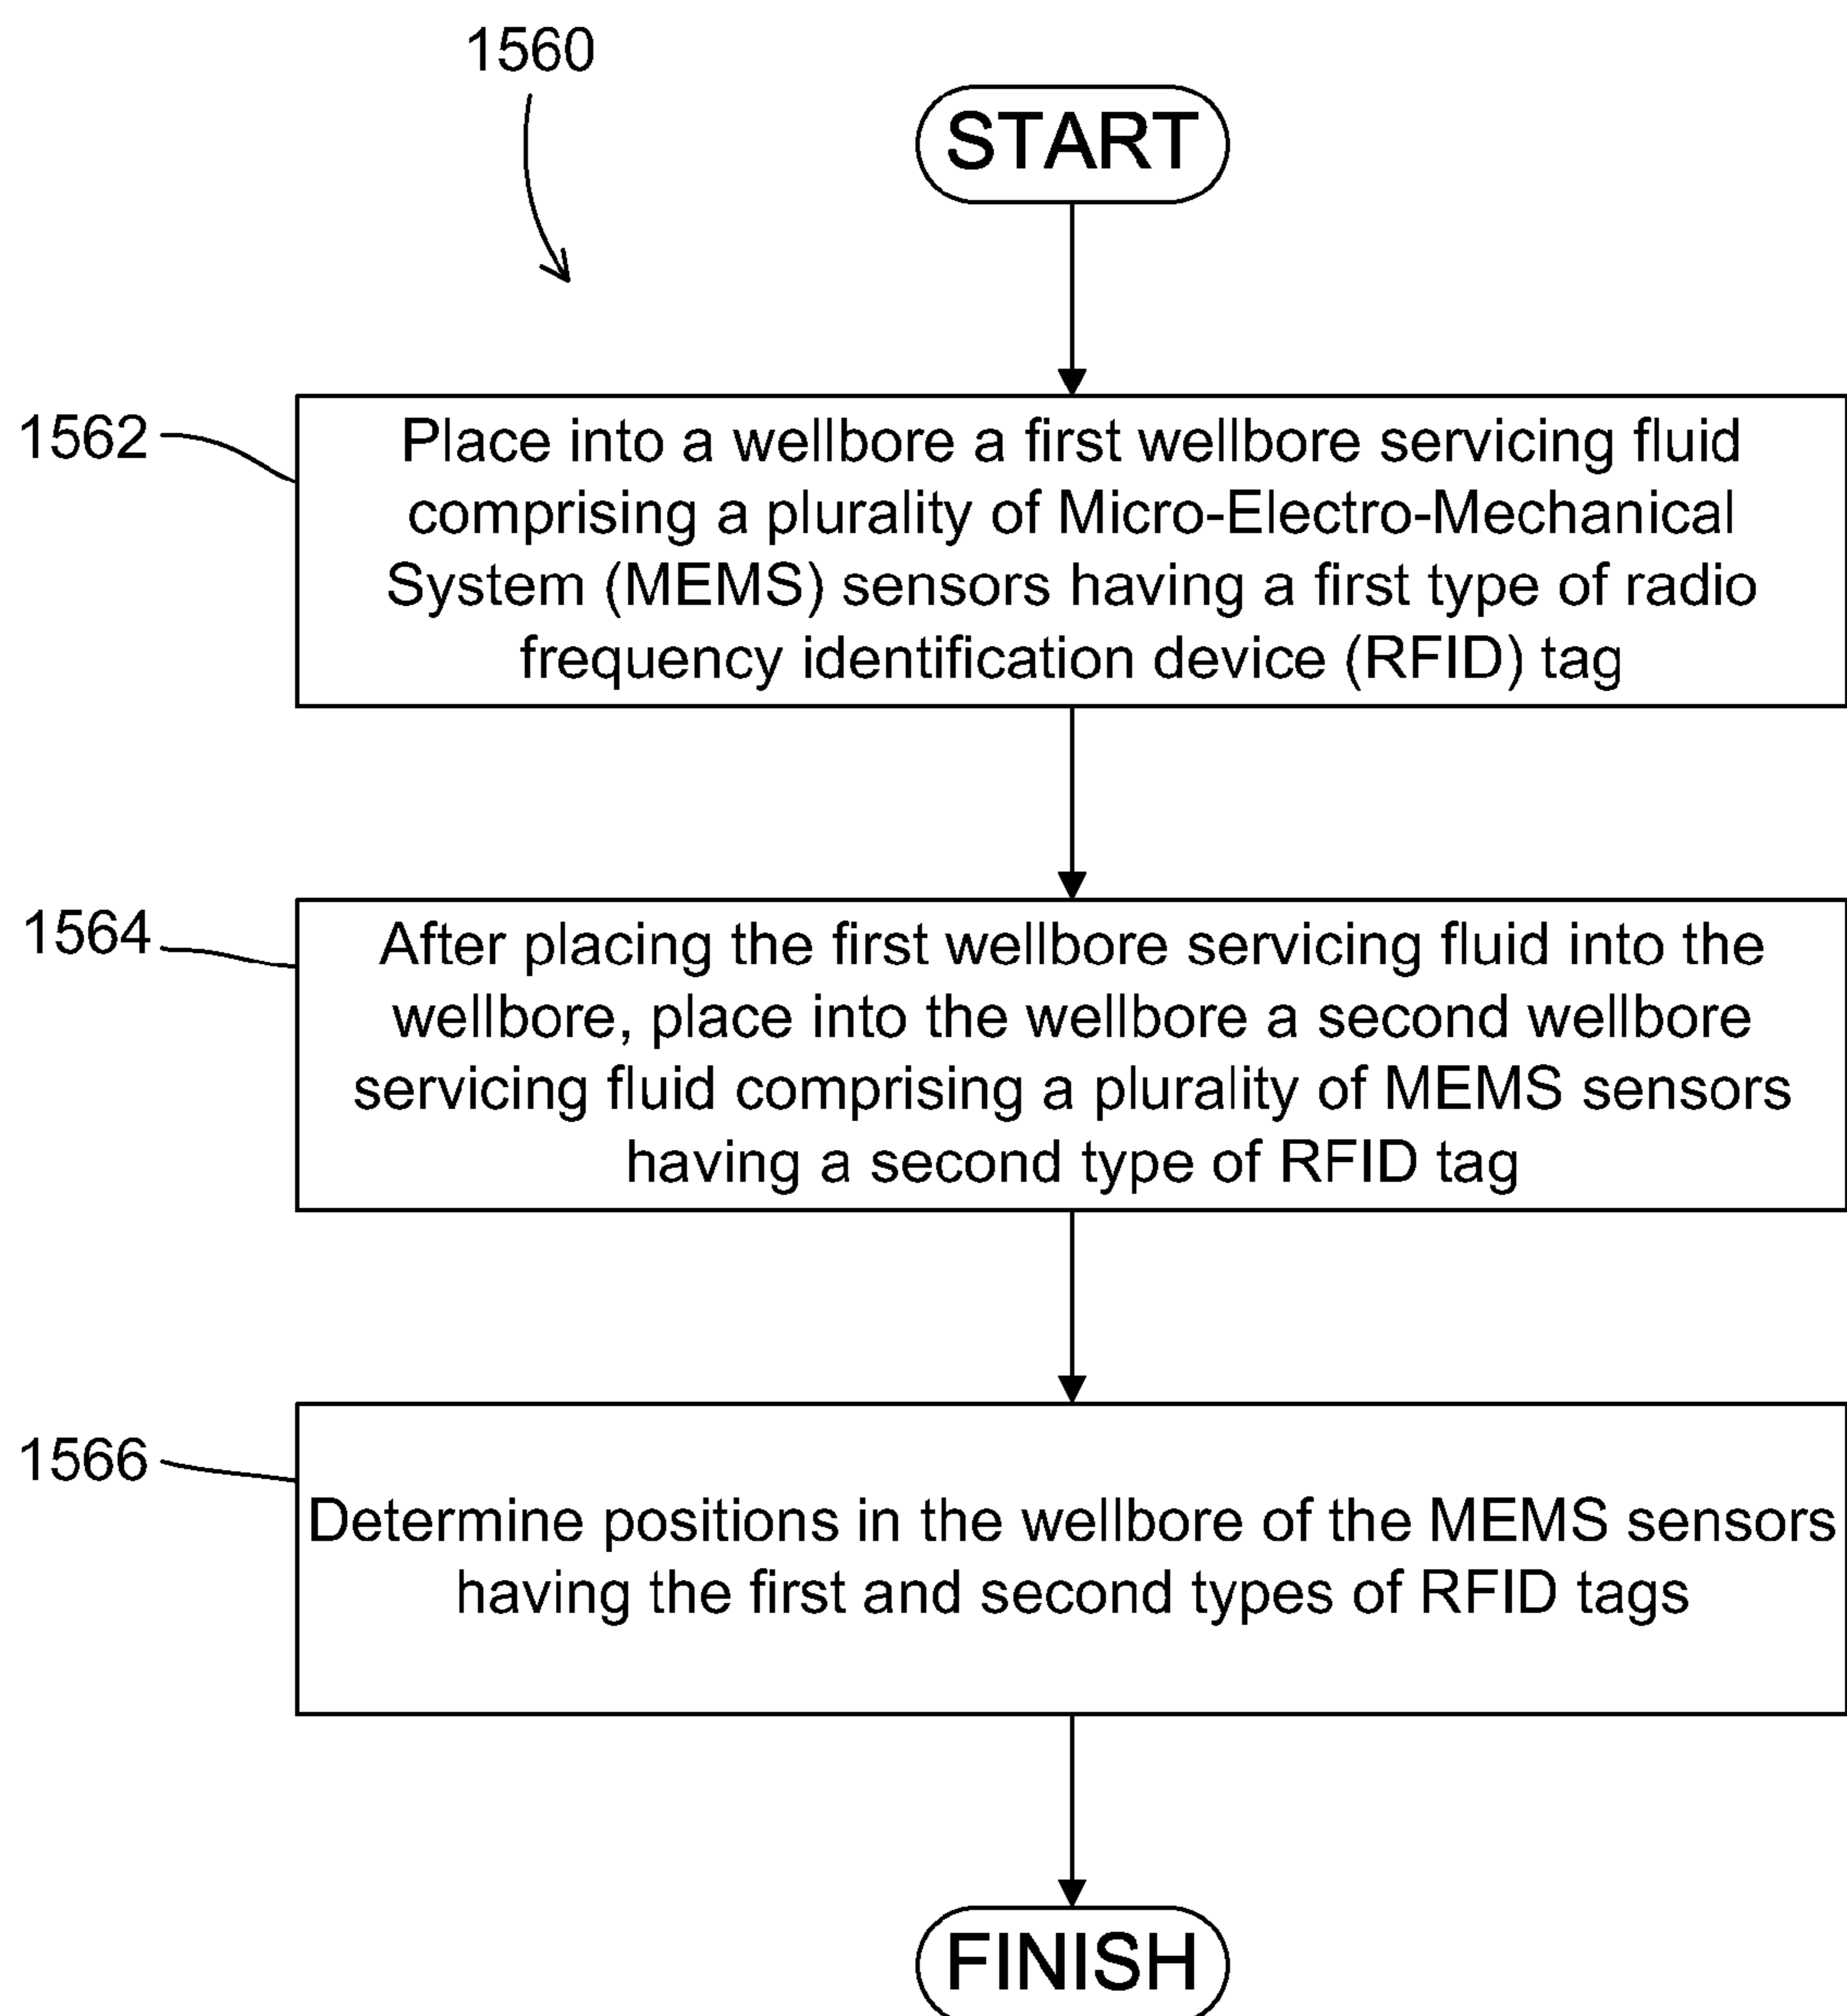 1560
START
1562
Place into a wellbore a first wellbore servicing fluid
comprising a plurality of Micro-Electro-Mechanical
System (MEMS) sensors having a first type of radio
frequency identification device (RFID) tag
1564
After placing the first wellbore servicing fluid into the
wellbore, place into the wellbore a second wellbore
servicing fluid comprising a plurality of MEMS sensors
having a second type of RFID tag
1566
Determine positions in the wellbore of the MEMS sensors
having the first and second types of RFID tags
FINISH